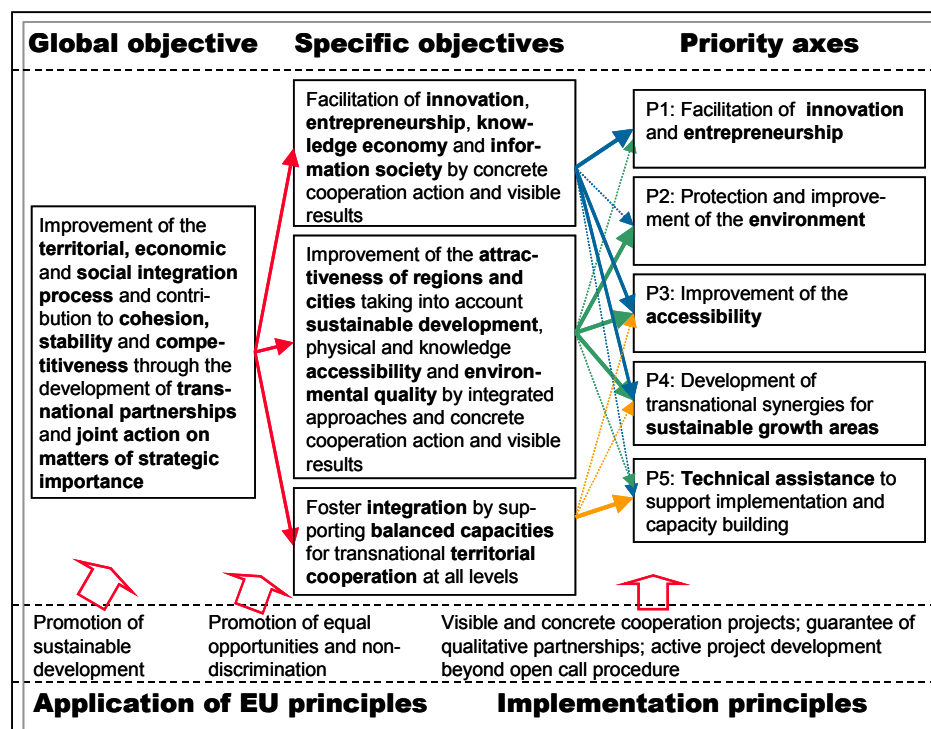 Global objective
Specific objectives
Priority axes
Improvement of the
territorial, economic
and social integration
process and contri-
bution to cohesion,
stability and compe-
titiveness through the
development of trans-
national partnerships
and joint action on
matters of strategic
importance
Facilitation of innovation,
entrepreneurship, know-
ledge economy and infor-
mation society by concrete
cooperation action and visible
results
Improvement of the attrac-
tiveness of regions and
cities taking into account
sustainable development,
physical and knowledge
accessibility and environ-
mental quality by integrated
approaches and concrete
cooperation action and visible
results
Foster integration by sup-
porting balanced capacities
for transnational territorial
cooperation at all levels
P1: Facilitation of innovation
and entrepreneurship
P2: Protection and improve-
ment of the environment
P3: Improvement of the
accessibility
P4: Development of
transnational synergies for
sustainable growth areas
P5: Technical assistance to
support implementation and
capacity building
Promotion of
sustainable
development
Promotion of equal
opportunities and non-
discrimination
Visible and concrete cooperation projects; guarantee of
qualitative partnerships; active project development
beyond open call procedure
Application of EU principles
Implementation principles